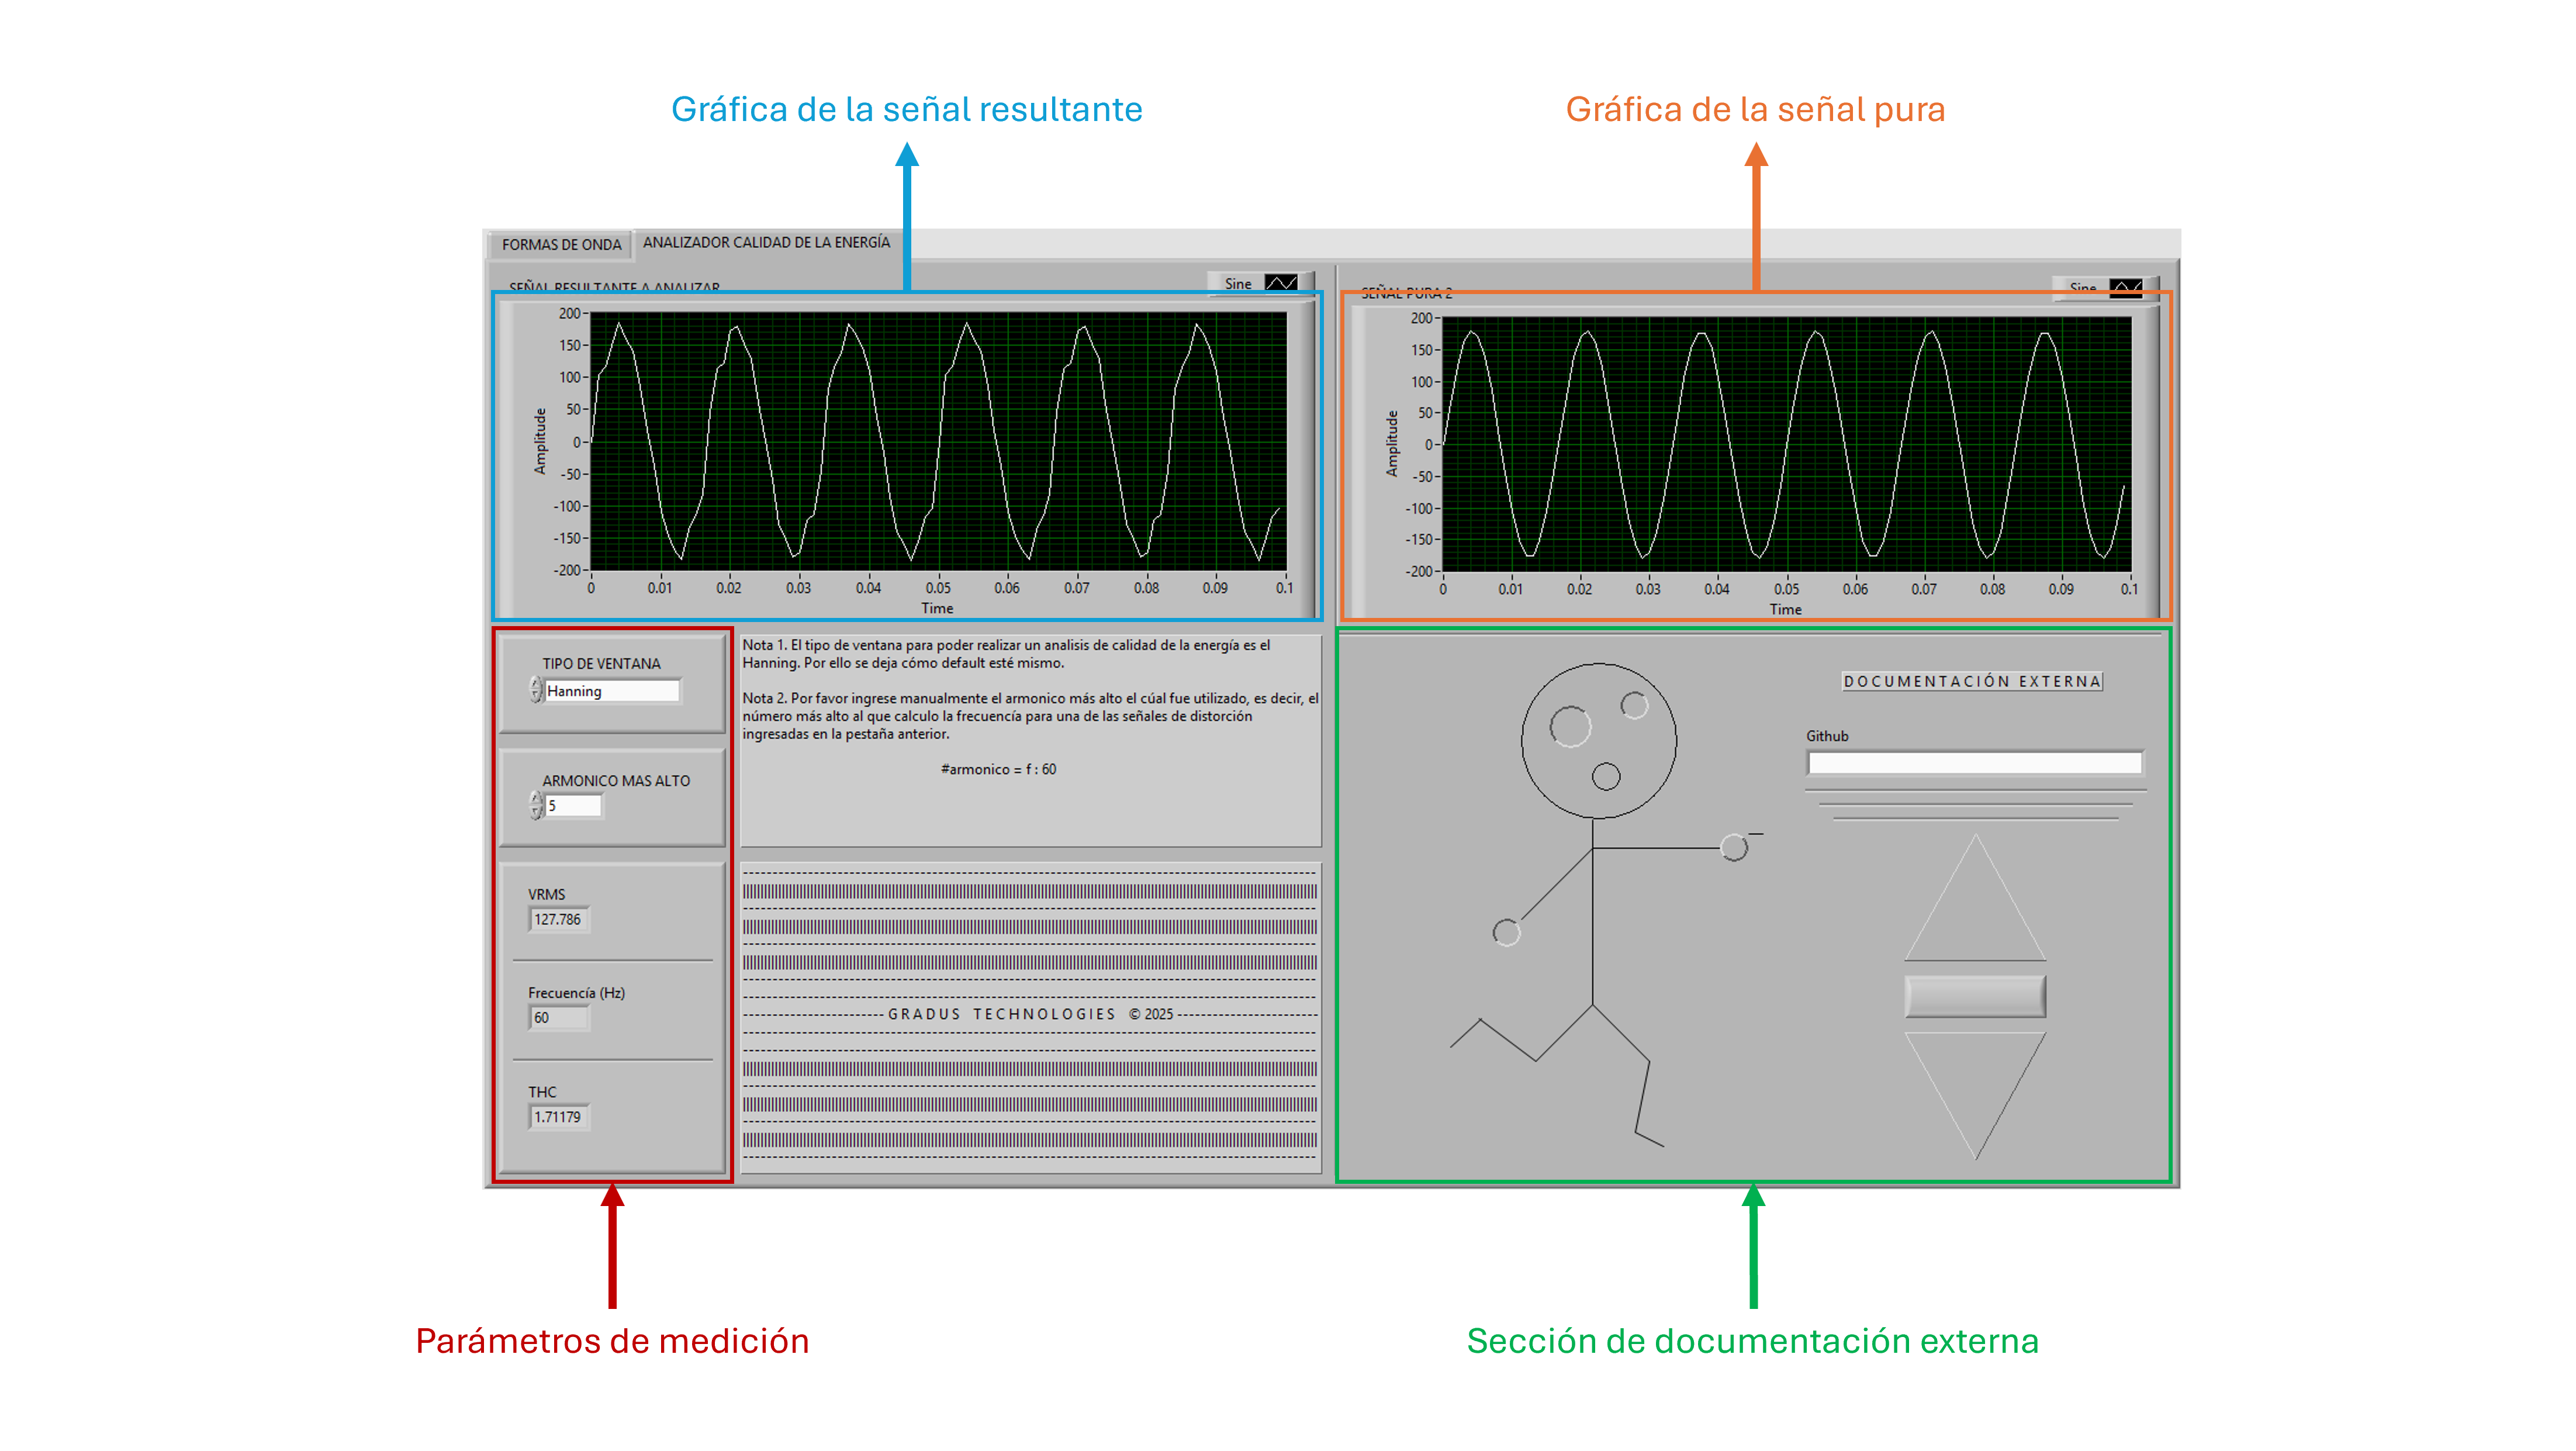 Gráfica de la señal resultante
Gráfica de la señal pura
FORMAS DE ONDA
ANALIZADOR CALIDAD DE LA ENERGÍA
SEÑAL RESULTANTE A ANALIZAR
Sine
200
150
100
50
0
-50
-100
-150
-200
Amplitude
0
0.01
0.02
0.03
0.04
0.05
0.06
0.07
0.08
0.09
0.1
Time
SEÑAL PURA 2
Sine
200
150
100
50
0
-50
-100
-150
-200
Amplitude
0
0.01
0.02
0.03
0.04
0.05
0.06
0.07
0.08
0.09
0.1
Time
TIPO DE VENTANA
Hanning
ARMONICO MAS ALTO
5
VRMS
127.786
Frecuencía (Hz)
60
THC
1.71179
Nota 1. El tipo de ventana para poder realizar un analisis de calidad de la energía es el
Hanning. Por ello se deja cómo default esté mismo.
Nota 2. Por favor ingrese manualmente el armonico más alto el cúal fue utilizado, es decir, el
número más alto al que calculo la frecuencía para una de las señales de distorción
ingresadas en la pestaña anterior.
#armonico = f : 60
GRADUS TECHNOLOGIES © 2025
DOCUMENTACIÓN EXTERNA
Github
Parámetros de medición
Sección de documentación externa